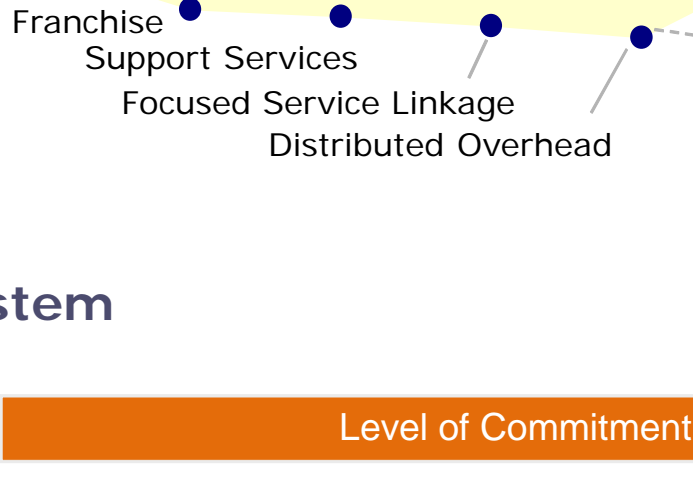 Franchise
Support Services
Focused Service Linkage
Distributed Overhead
stem
Level of Commitment